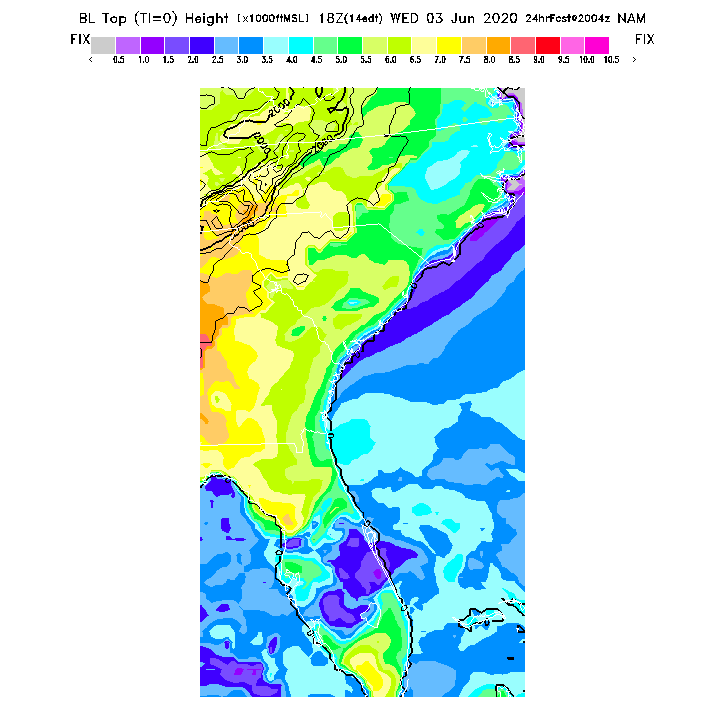 BL Top (TI=0) Height [x1000ftMSL] 18Z(14edt) WED 03 Jun 2020 24hrFcst@2004z NAM
FIX FIX
< 0.5 1.0 1.5 2.0 2.5 3.0 3.5 4.0 4.5 5.0 5.5 6.0 6.5 7.0 7.5 8.0 8.5 9.0 9.5 10.0 10.5 >
2000
2000
2000